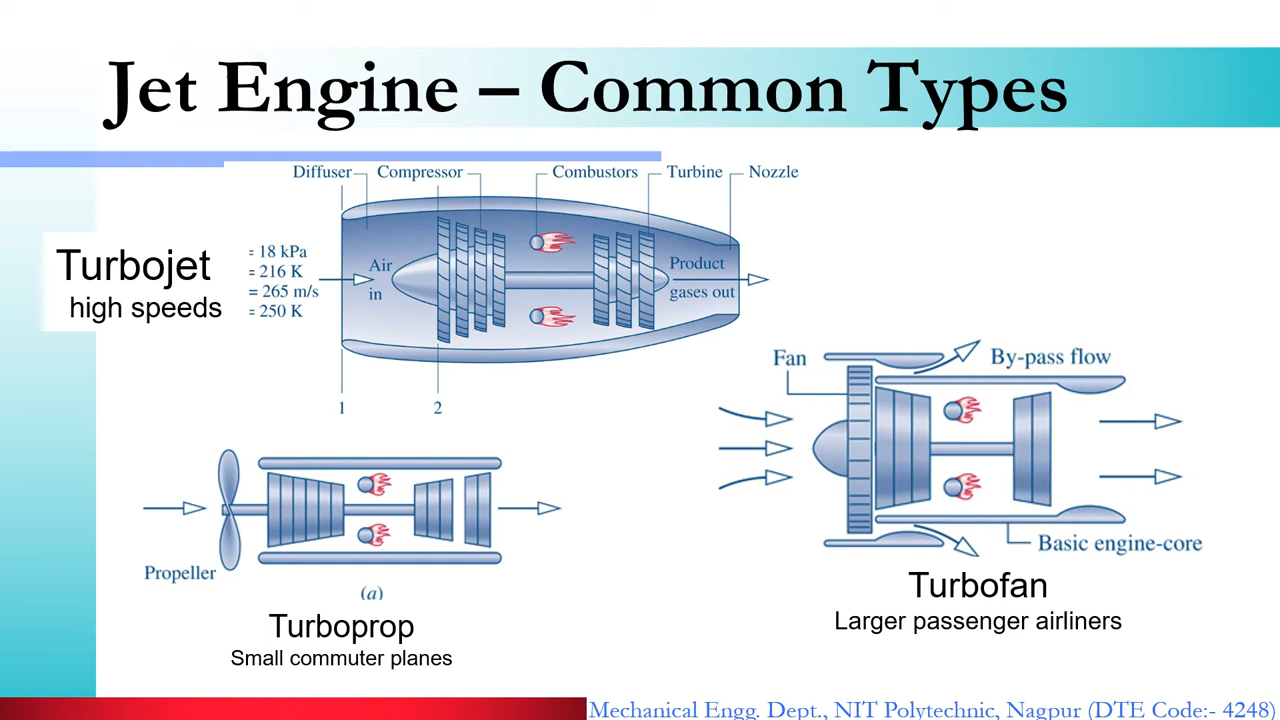 Jet Engine – Common Types
Diffuser Compressor Combustors Turbine Nozzle
Turbojet
high speeds
= 18 kPa
= 216 K
= 265 m/s
= 250 K
Air
in
Product
gases out
1 2
Fan
By-pass flow
Basic engine-core
Turbofan
Larger passenger airliners
Propeller
(a)
Turboprop
Small commuter planes
Mechanical Engg. Dept., NIT Polytechnic, Nagpur (DTE Code:- 4248)